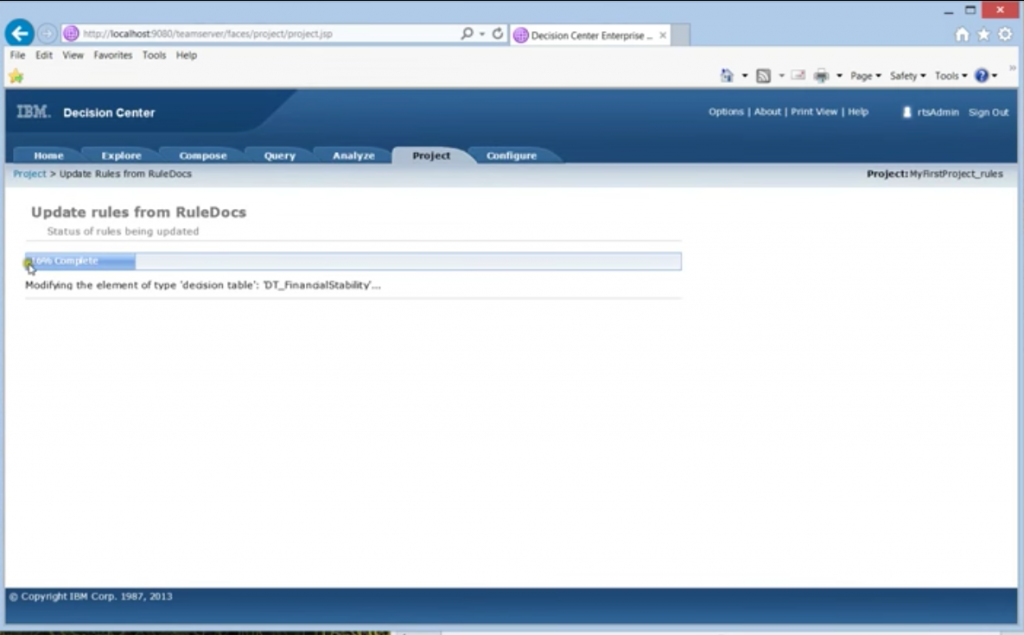 http://localhost:9080/teamserver/faces/project/project.jsp
Decision Center Enterprise ...
File Edit View Favorites Tools Help
Page Safety Tools
IBM. Decision Center
Options | About | Print View | Help rtsAdmin Sign Out
Home Explore Compose Query Analyze Project Configure
Project > Update Rules from RuleDocs
Project: MyFirstProject_rules
Update rules from RuleDocs
Status of rules being updated
Complete
Modifying the element of type 'decision table': 'DT_FinancialStability'...
© Copyright IBM Corp. 1987, 2013